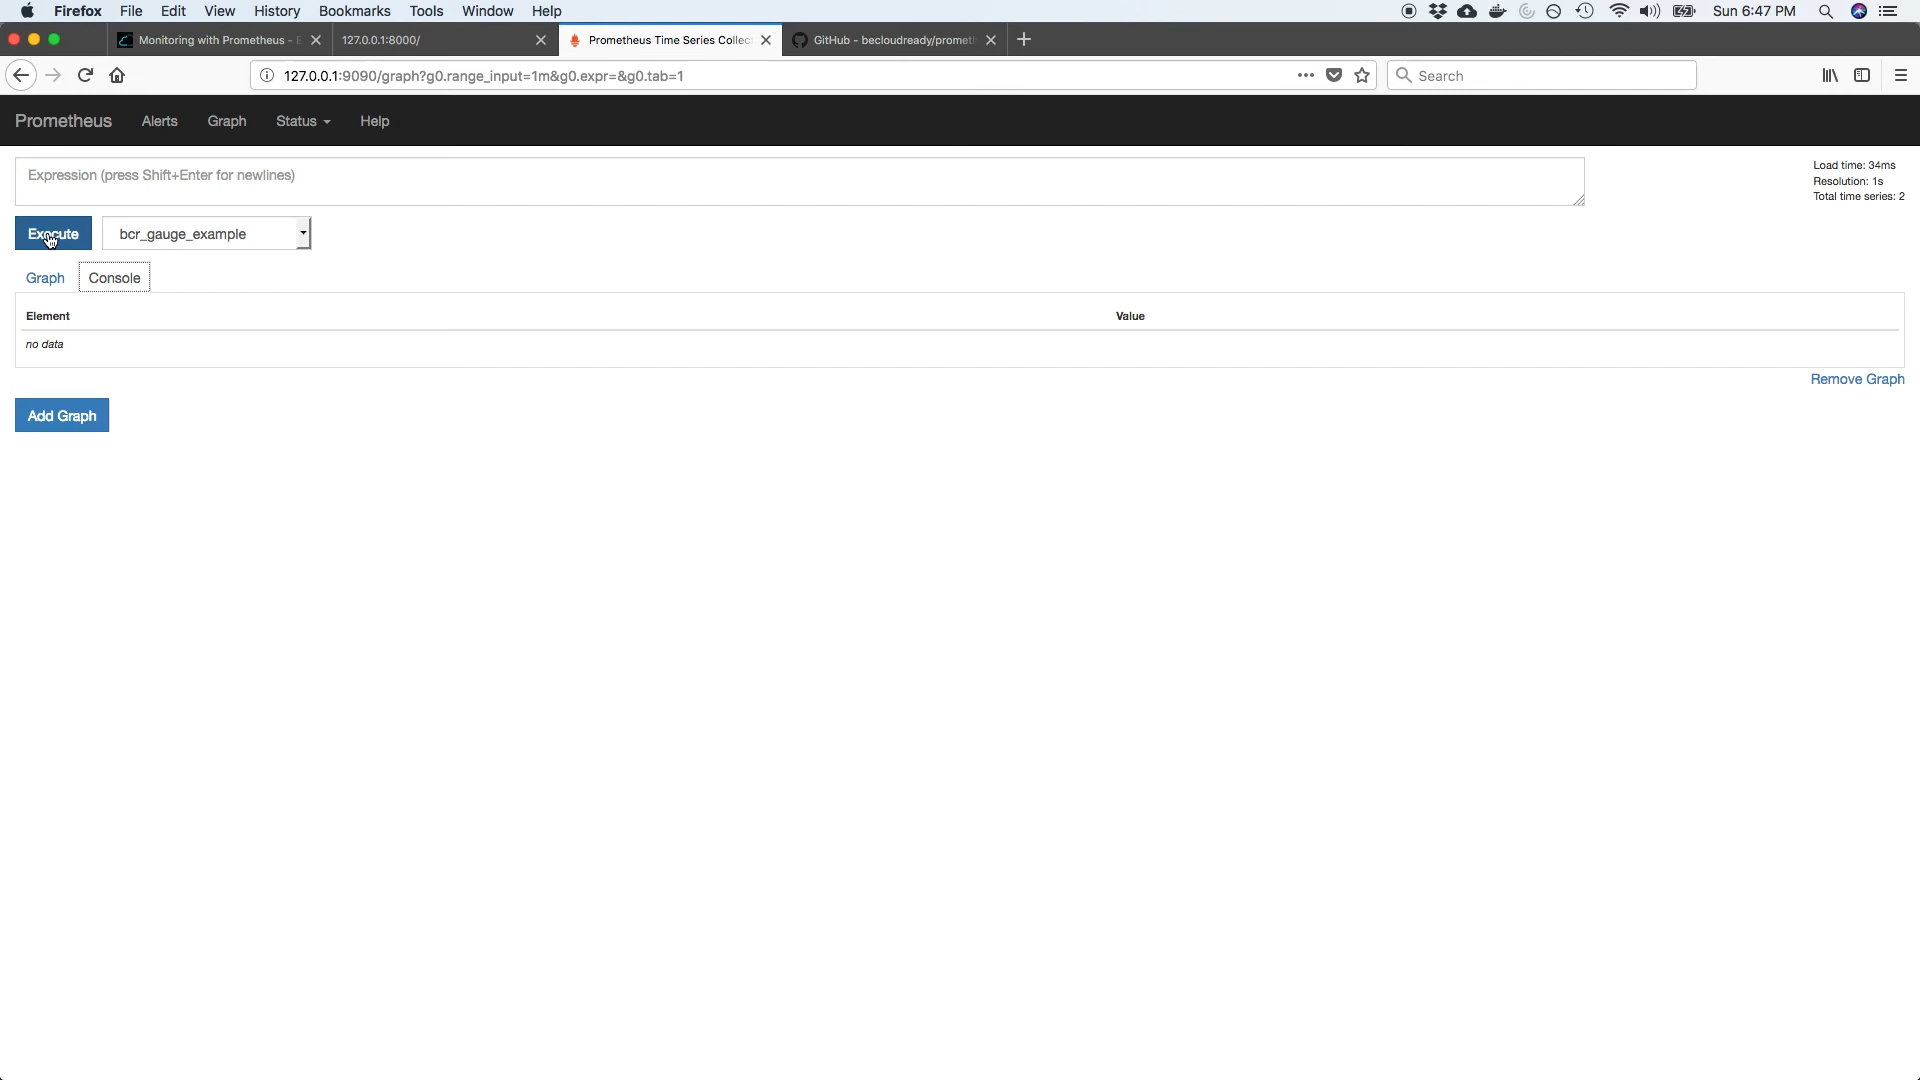 Firefox File Edit View History Bookmarks Tools Window Help Sun 6:47 PM
Monitoring with Prometheus - E 127.0.0.1:8000/ Prometheus Time Series Collec GitHub - becloudready/promet
127.0.0.1:9090/graph?g0.range_input=1m&g0.expr=&g0.tab=1 Search
Prometheus Alerts Graph Status Help
Expression (press Shift+Enter for newlines)
Load time: 34ms
Resolution: 1s
Total time series: 2
Execute bcr_gauge_example
Graph Console
Element Value
no data
Remove Graph
Add Graph